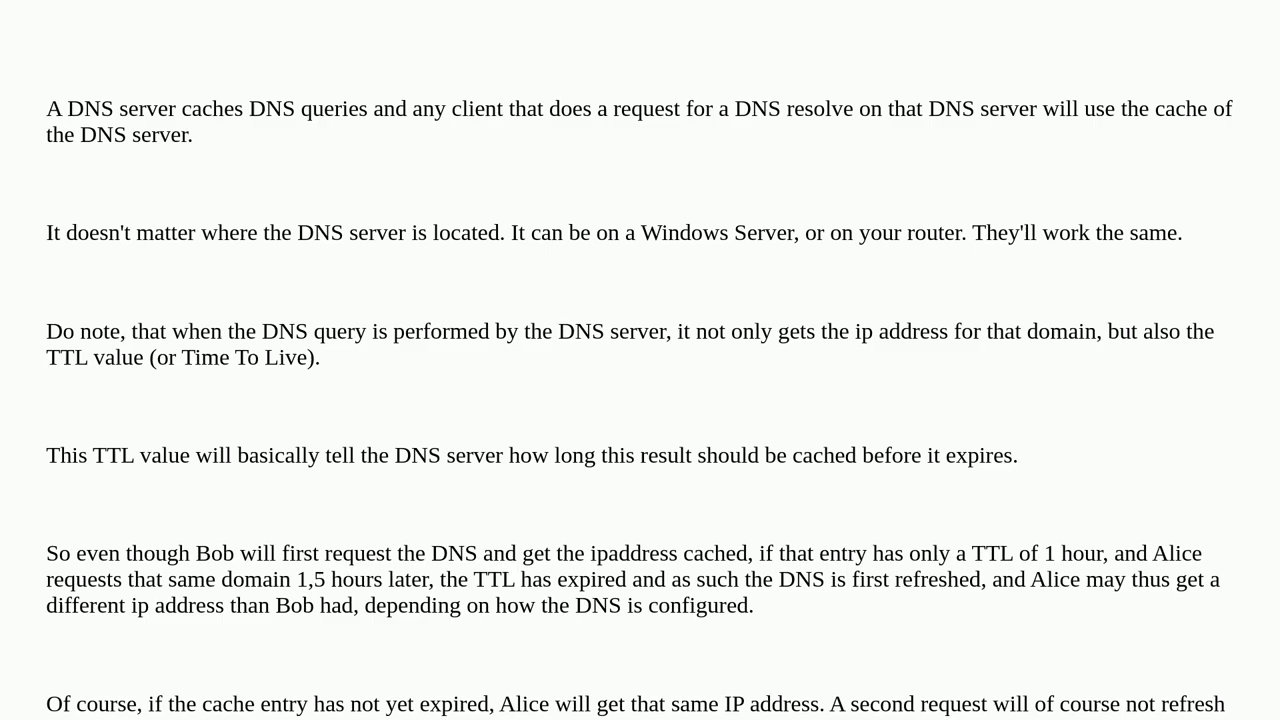 A DNS server caches DNS queries and any client that does a request for a DNS resolve on that DNS server will use the cache of
the DNS server.
It doesn't matter where the DNS server is located. It can be on a Windows Server, or on your router. They'll work the same.
Do note, that when the DNS query is performed by the DNS server, it not only gets the ip address for that domain, but also the
TTL value (or Time To Live).
This TTL value will basically tell the DNS server how long this result should be cached before it expires.
So even though Bob will first request the DNS and get the ipaddress cached, if that entry has only a TTL of 1 hour, and Alice
requests that same domain 1,5 hours later, the TTL has expired and as such the DNS is first refreshed, and Alice may thus get a
different ip address than Bob had, depending on how the DNS is configured.
Of course, if the cache entry has not yet expired, Alice will get that same IP address. A second request will of course not refresh